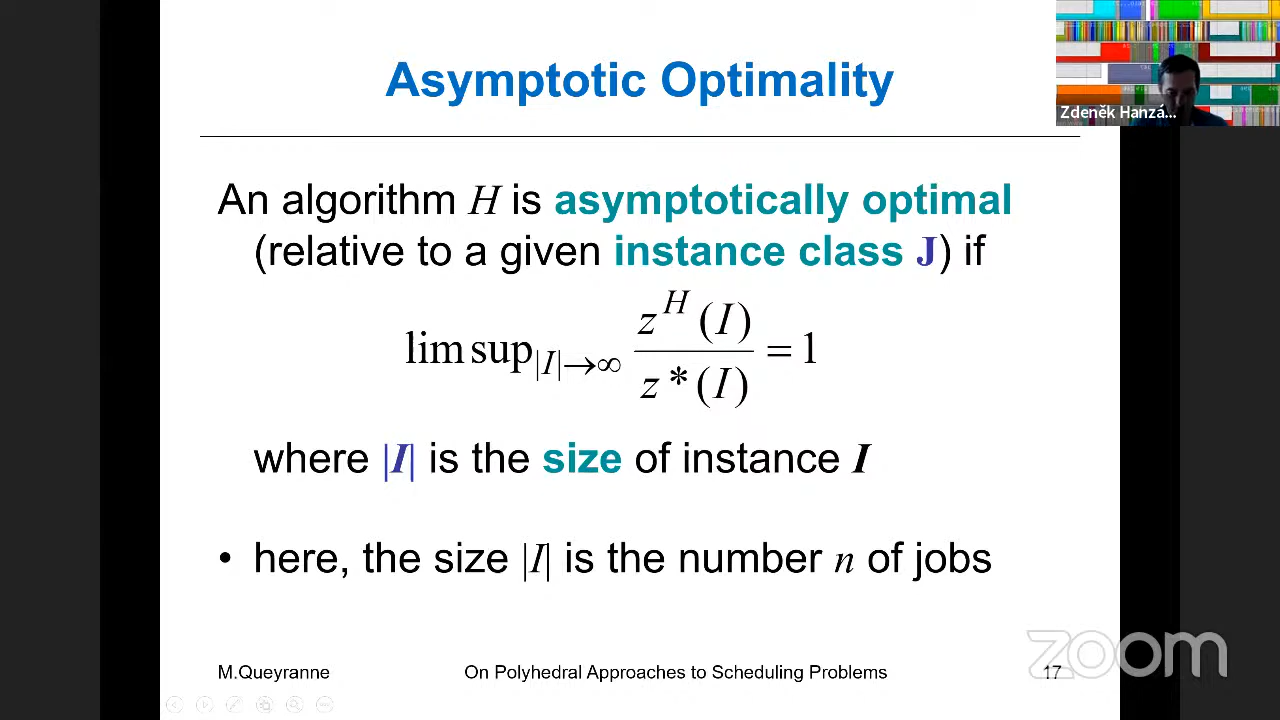 Asymptotic Optimality
Zdeněk Hanzá...
An algorithm H is asymptotically optimal
(relative to a given instance class J) if
lim sup_{|I|→∞} z^H (I) / z * (I) = 1
where |I| is the size of instance I
• here, the size |I| is the number n of jobs
zoom
M.Queyranne On Polyhedral Approaches to Scheduling Problems 17